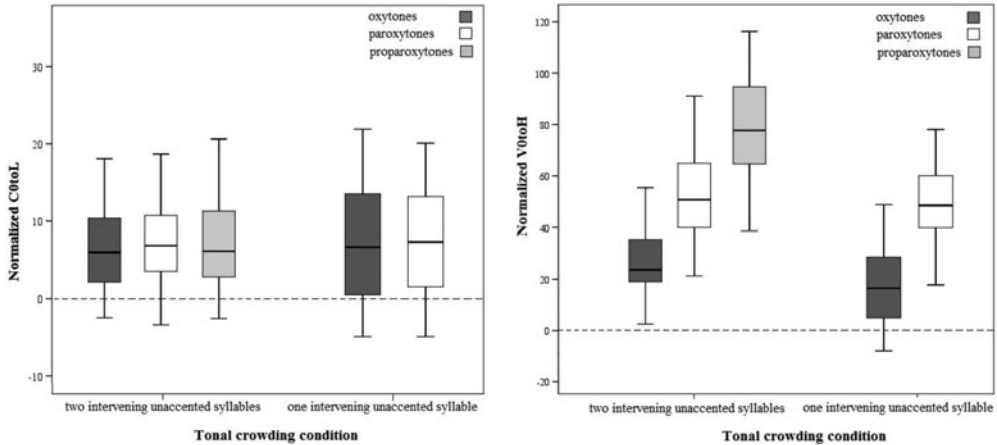 oxytones
paroxytones
proparoxytones
30
20
10
0
-10
Normalized C0toL
two intervening unaccented syllables
one intervening unaccented syllable
Tonal crowding condition
oxytones
paroxytones
proparoxytones
120
100
80
60
40
20
0
-20
Normalized V0toH
two intervening unaccented syllables
one intervening unaccented syllable
Tonal crowding condition